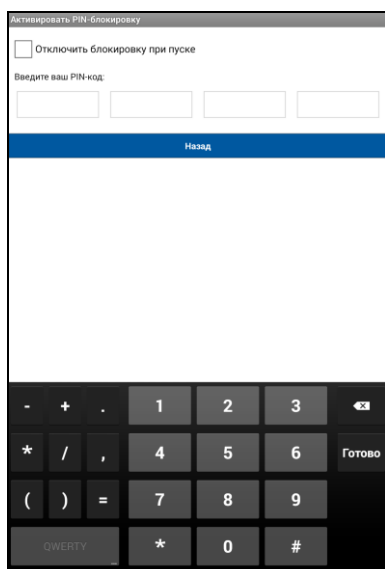 Активировать PIN-блокировку
Отключить блокировку при пуске
Введите ваш PIN-код:
Назад
- + . 1 2 3
* / , 4 5 6 Готово
( ) = 7 8 9
QWERTY * 0 #